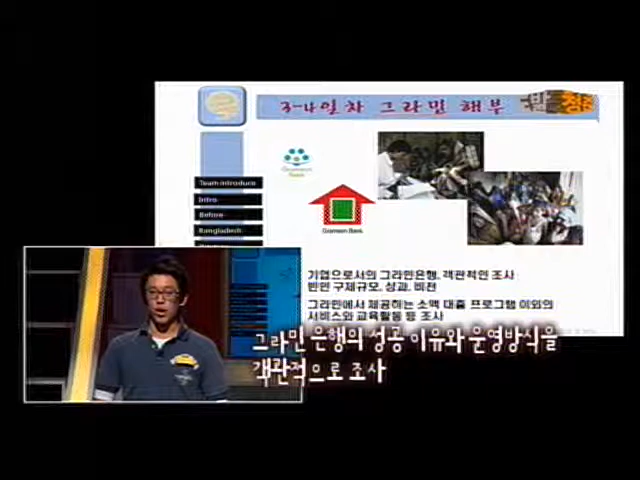 3-4일차 그라민 해부
Grameen
Team introduce
Intro
Before
Bangladesh
Grameen Bank
기업으로서의 그라민은행, 객관적인 조사
빈민 구제규모, 성과, 비전
그라민에서 제공하는 소액 대출 프로그램 이외의
서비스와 교육활동 등 조사
그라민 은행의 성공 이유와 운영방식을
객관적으로 조사